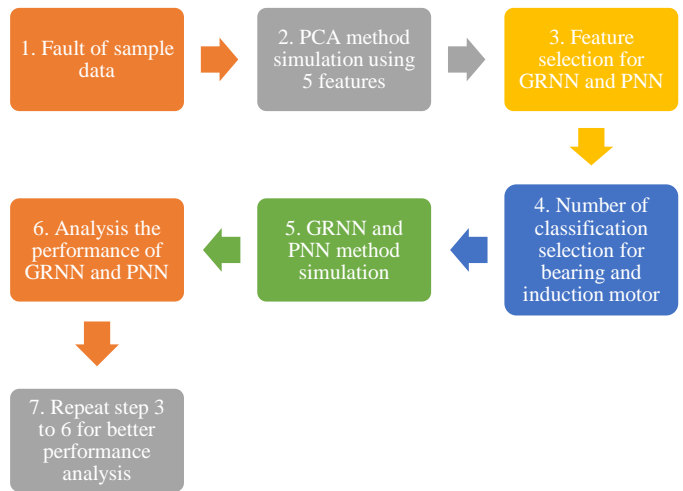 1. Fault of sample
data
2. PCA method
simulation using
5 features
3. Feature
selection for
GRNN and PNN
4. Number of
classification
selection for
bearing and
induction motor
5. GRNN and
PNN method
simulation
6. Analysis the
performance of
GRNN and PNN
7. Repeat step 3
to 6 for better
performance
analysis